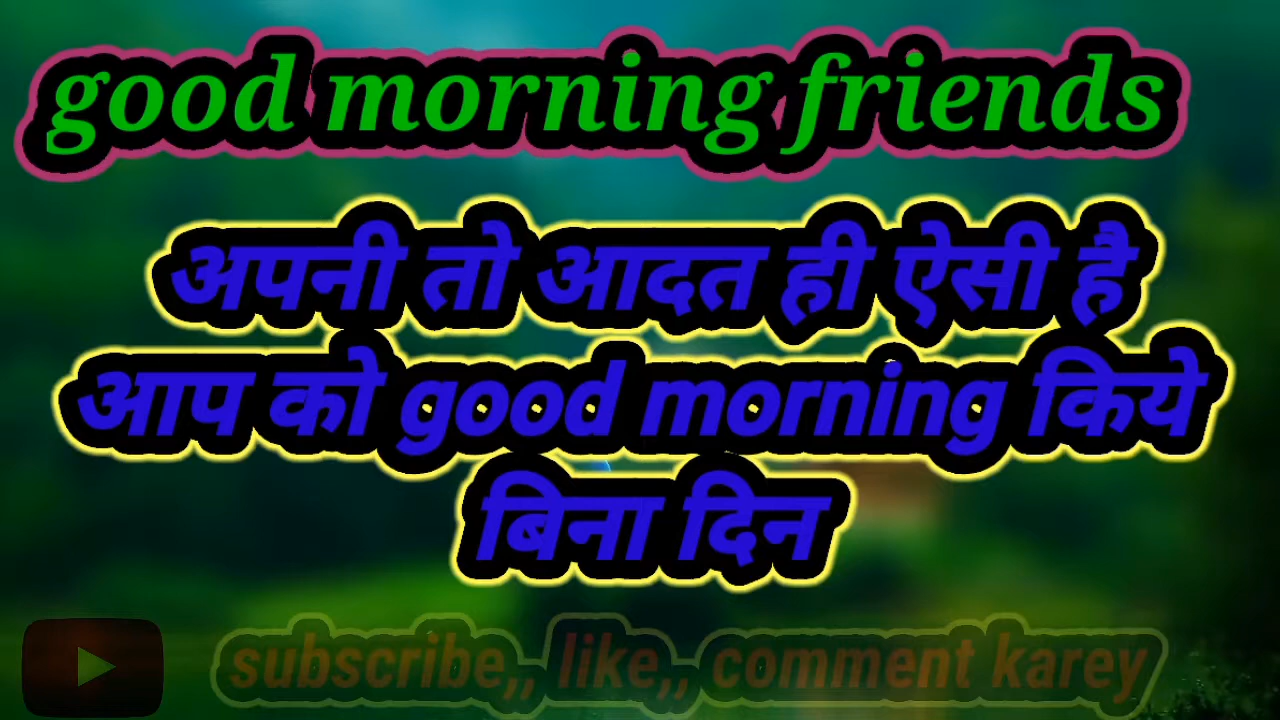 good morning friends
अपनी तो आदत ही ऐसी है
आप को good morning किये
बिना दिन
subscribe,, like,, comment karey